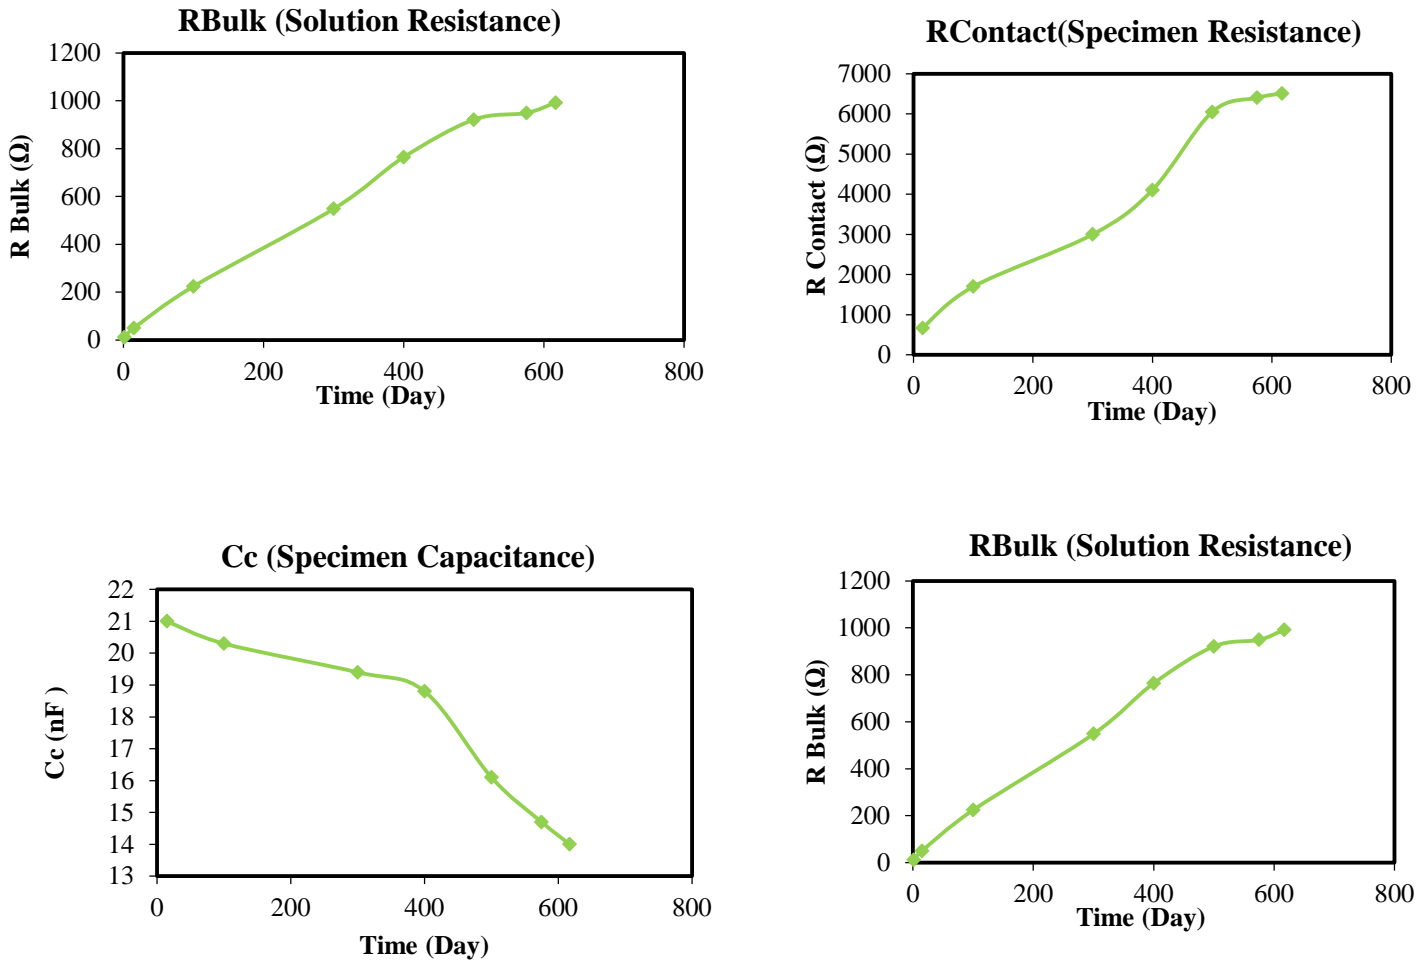 RBulk (Solution Resistance)
1200
1000
800
600
400
200
0
R Bulk (Ω)
0 200 400 600 800
Time (Day)
RContact(Specimen Resistance)
7000
6000
5000
4000
3000
2000
1000
0
R Contact (Ω)
0 200 400 600 800
Time (Day)
Cc (Specimen Capacitance)
22
21
20
19
18
17
16
15
14
13
Cc (nF )
0 200 400 600 800
Time (Day)
RBulk (Solution Resistance)
1200
1000
800
600
400
200
0
R Bulk (Ω)
0 200 400 600 800
Time (Day)